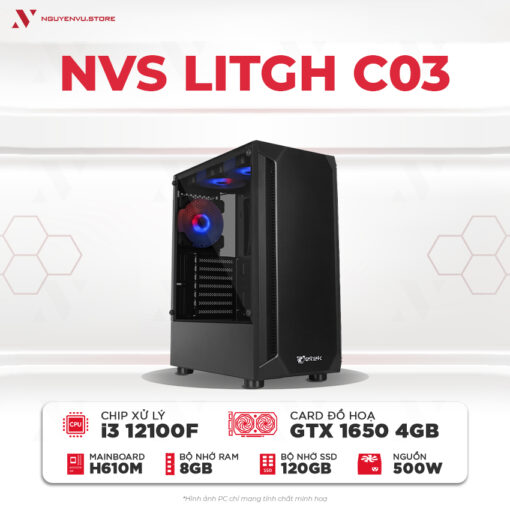 NGUYENVU.STORE
NVS LITGH C03
CHIP XỬ LÝ
i3 12100F
CARD ĐỒ HOẠ
GTX 1650 4GB
CPU
MAINBOARD
H610M
BỘ NHỚ RAM
8GB
BỘ NHỚ SSD
120GB
SSD
NGUỒN
500W
*Hình ảnh PC chỉ mang tính chất minh hoạ